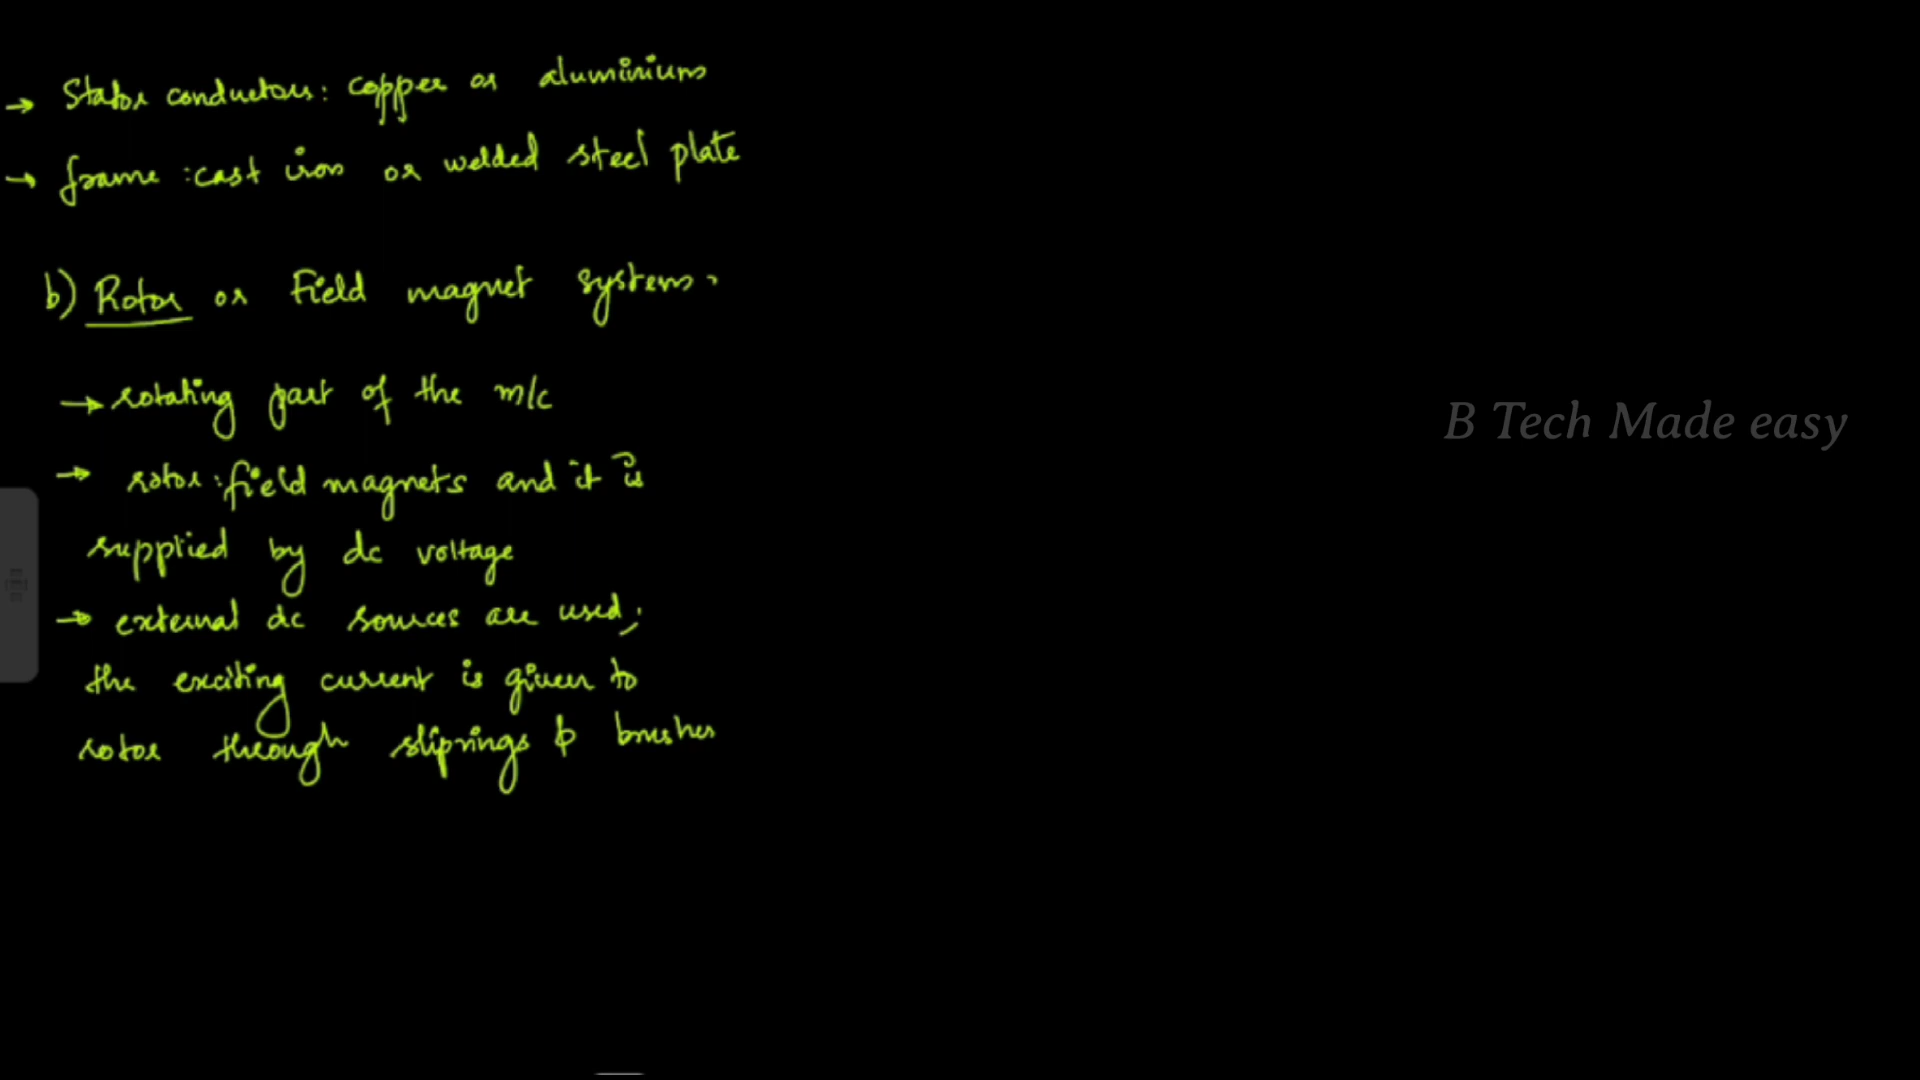 → Stator conductors: copper or aluminium
→ frame: cast iron or welded steel plate
b) Rotor or Field magnet system.
→ rotating part of the m/c
→ rotor: field magnets and it is
supplied by dc voltage
→ external dc sources are used,
the exciting current is given to
rotor through sliprings & brushes
B Tech Made easy